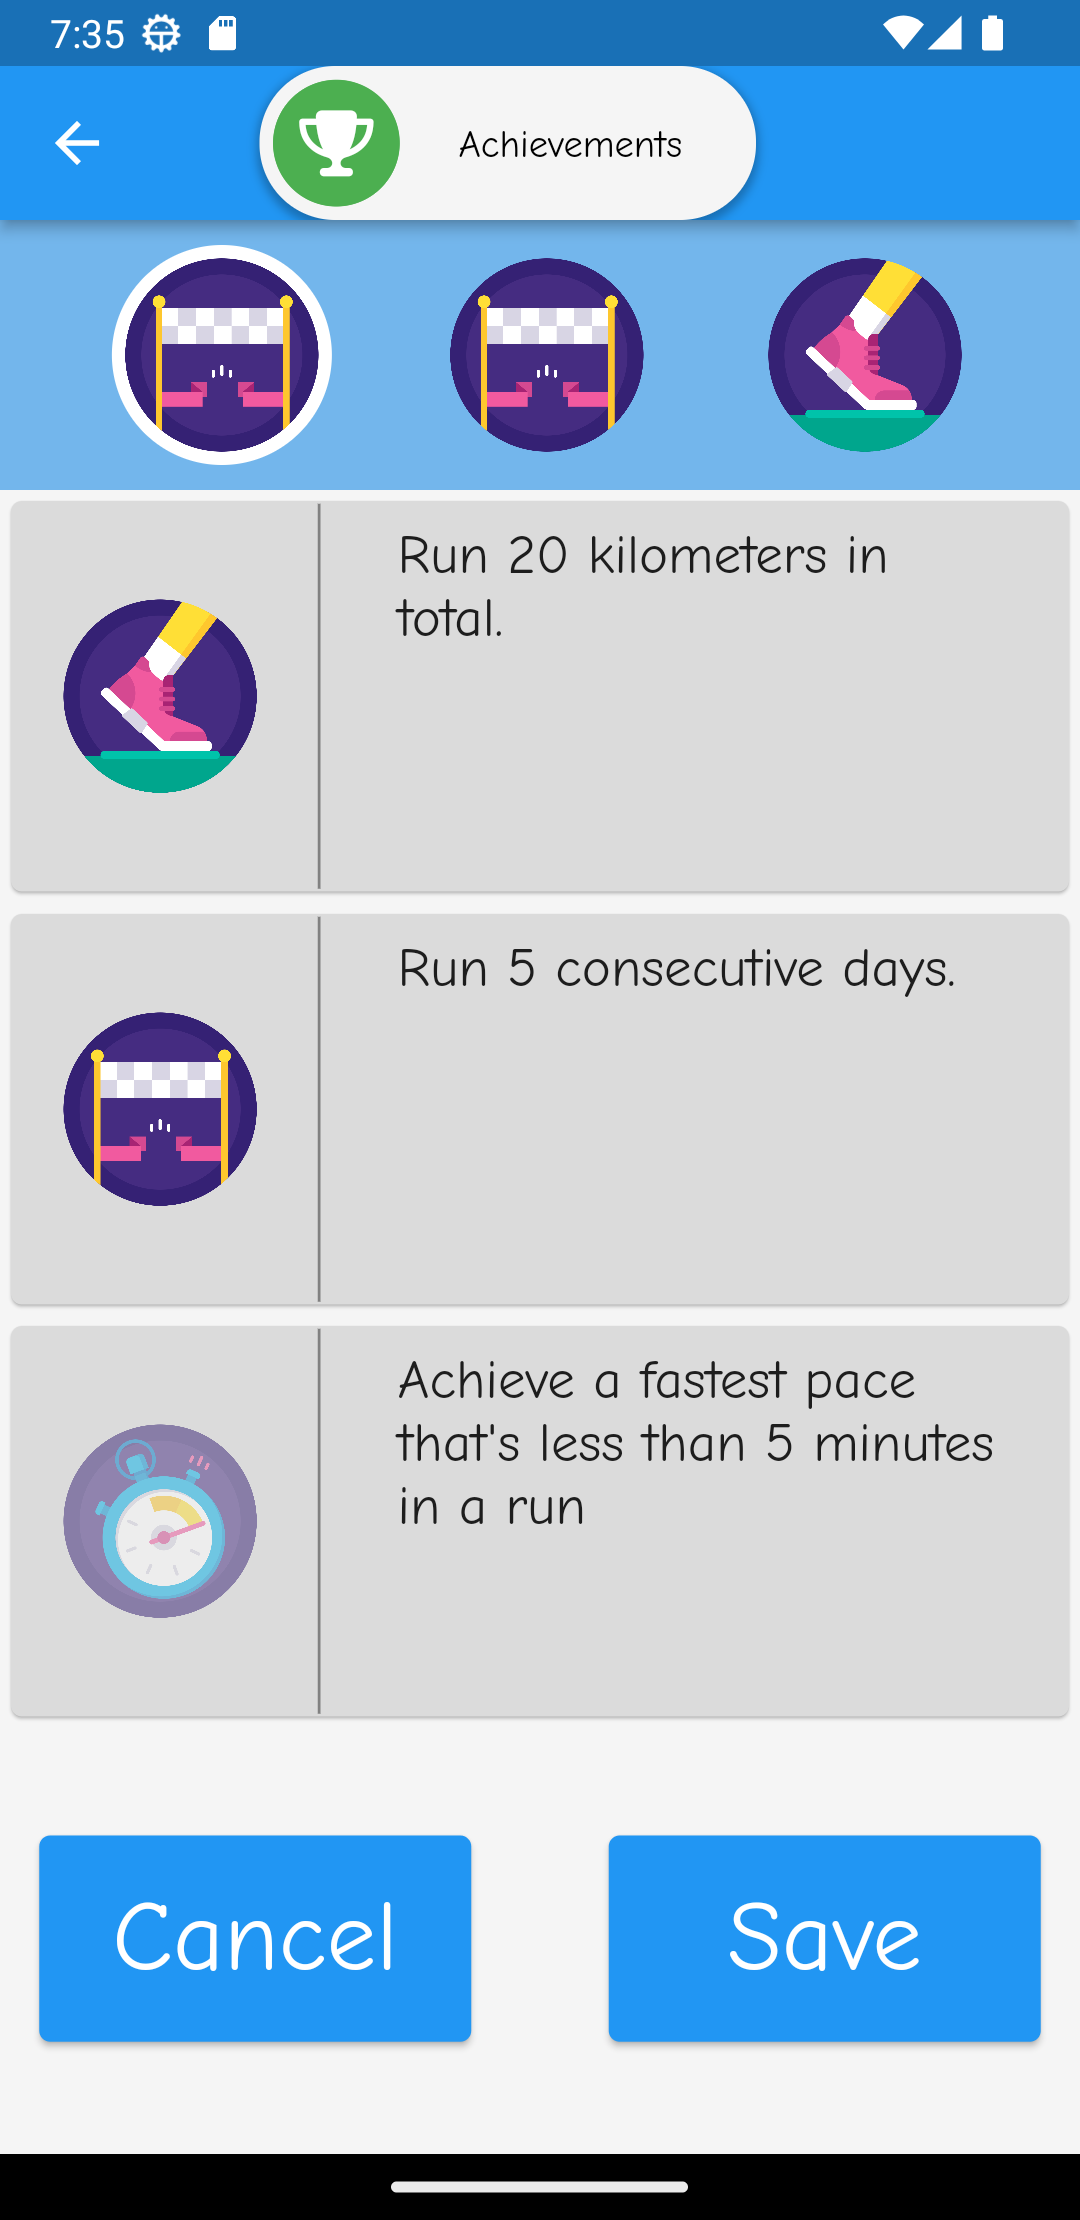 7:35
Achievements
Run 20 kilometers in
total.
Run 5 consecutive days.
Achieve a fastest pace
that's less than 5 minutes
in a run
Cancel
Save